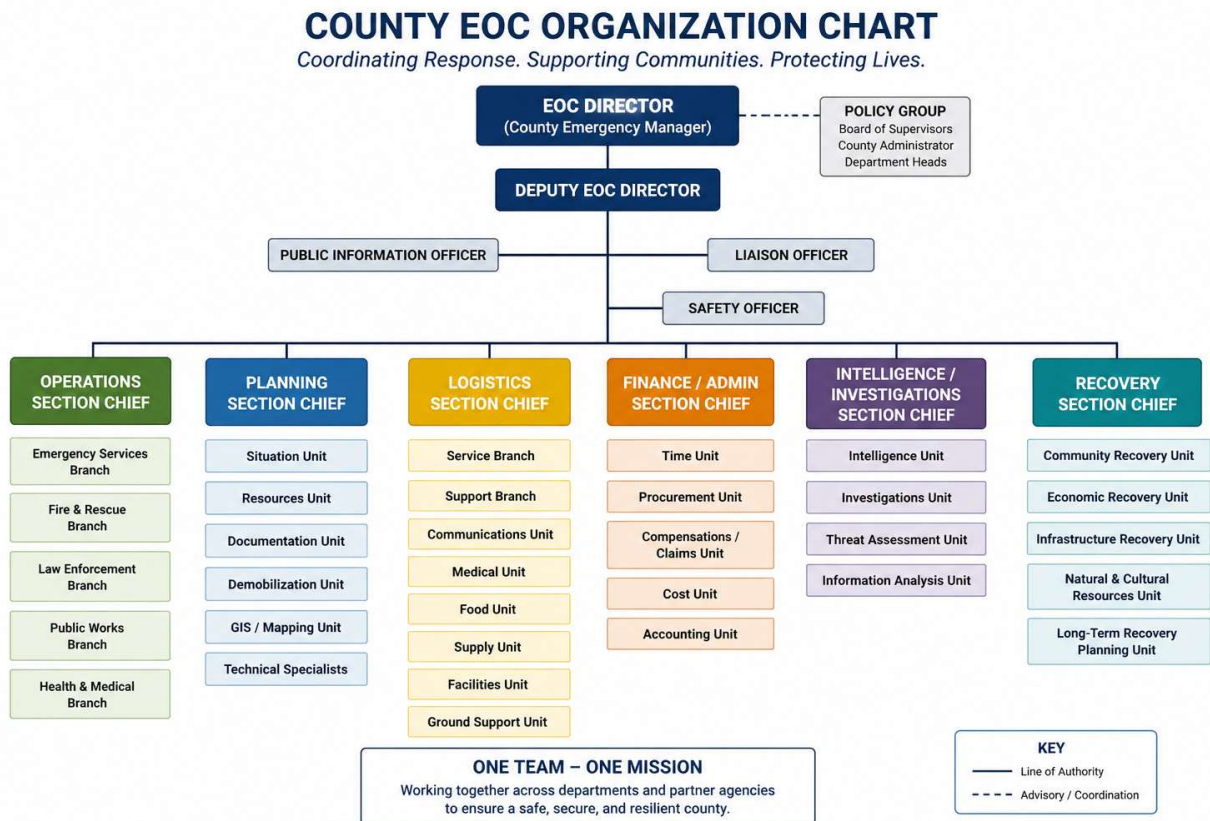 COUNTY EOC ORGANIZATION CHART
Coordinating Response. Supporting Communities. Protecting Lives.
EOC DIRECTOR
(County Emergency Manager)
POLICY GROUP
Board of Supervisors
County Administrator
Department Heads
DEPUTY EOC DIRECTOR
PUBLIC INFORMATION OFFICER
LIAISON OFFICER
SAFETY OFFICER
OPERATIONS
SECTION CHIEF
Emergency Services
Branch
Fire & Rescue
Branch
Law Enforcement
Branch
Public Works
Branch
Health & Medical
Branch
PLANNING
SECTION CHIEF
Situation Unit
Resources Unit
Documentation Unit
Demobilization Unit
GIS / Mapping Unit
Technical Specialists
LOGISTICS
SECTION CHIEF
Service Branch
Support Branch
Communications Unit
Medical Unit
Food Unit
Supply Unit
Facilities Unit
Ground Support Unit
FINANCE / ADMIN
SECTION CHIEF
Time Unit
Procurement Unit
Compensations /
Claims Unit
Cost Unit
Accounting Unit
INTELLIGENCE /
INVESTIGATIONS
SECTION CHIEF
Intelligence Unit
Investigations Unit
Threat Assessment Unit
Information Analysis Unit
RECOVERY
SECTION CHIEF
Community Recovery Unit
Economic Recovery Unit
Infrastructure Recovery Unit
Natural & Cultural
Resources Unit
Long-Term Recovery
Planning Unit
ONE TEAM – ONE MISSION
Working together across departments and partner agencies
to ensure a safe, secure, and resilient county.
KEY
Line of Authority
Advisory / Coordination